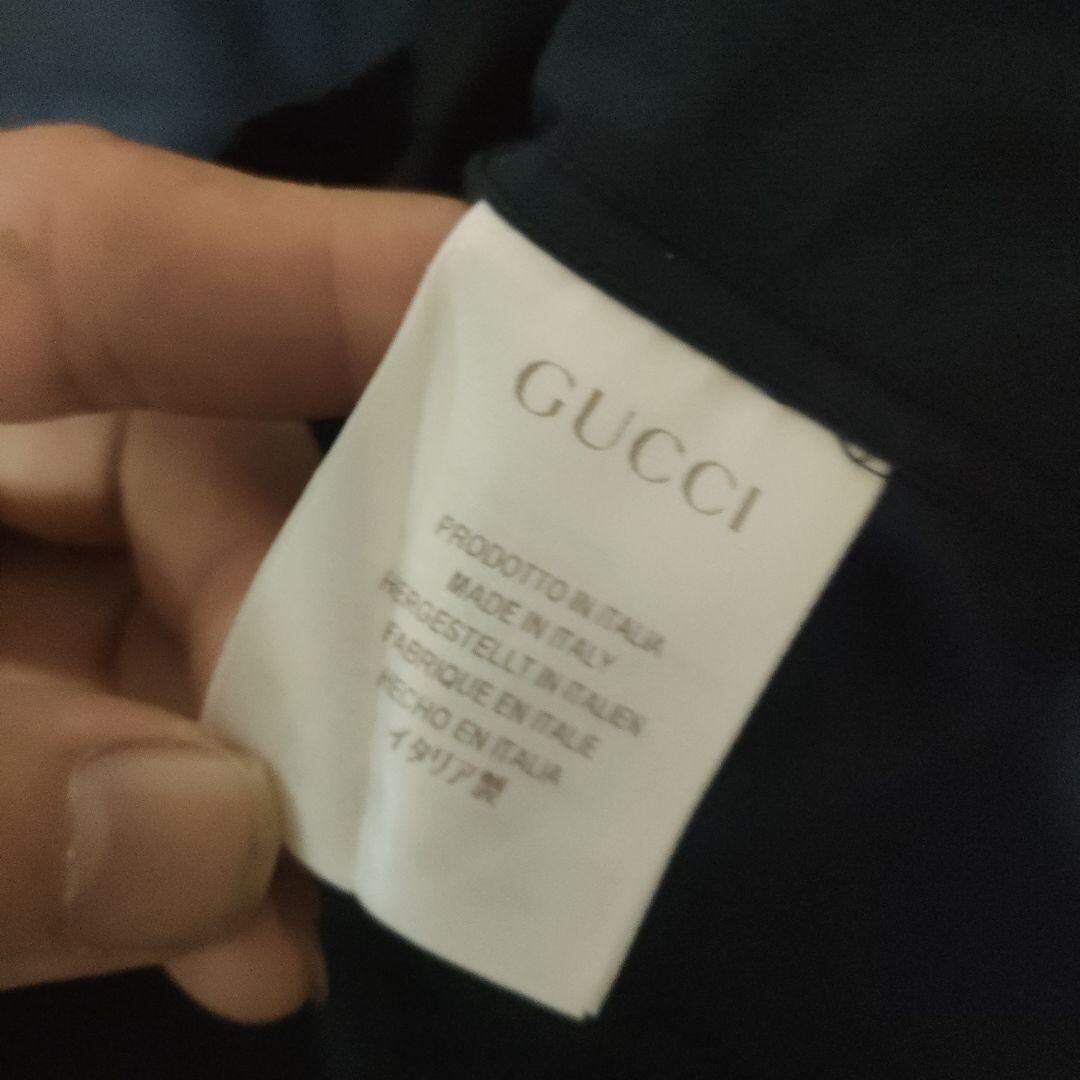 GUCCI
PRODOTTO IN ITALIA
MADE IN ITALY
HERGESTELLT IN ITALIEN
FABRIQUE EN ITALIE
HECHO EN ITALIA
イタリア製